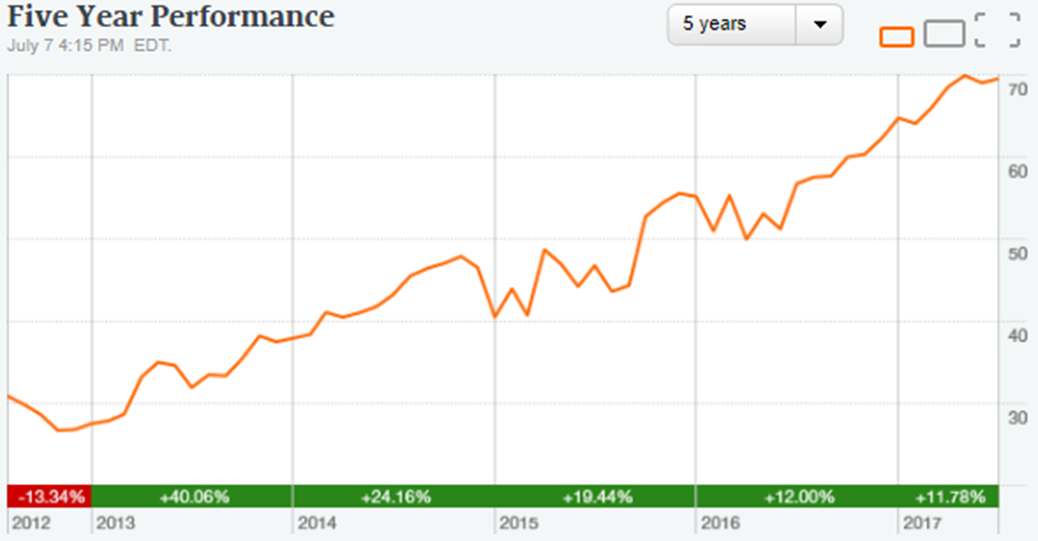 Five Year Performance
5 years
July 7 4:15 PM EDT.
70
60
50
40
30
-13.34% +40.06% +24.16% +19.44% +12.00% +11.78%
2012 2013 2014 2015 2016 2017